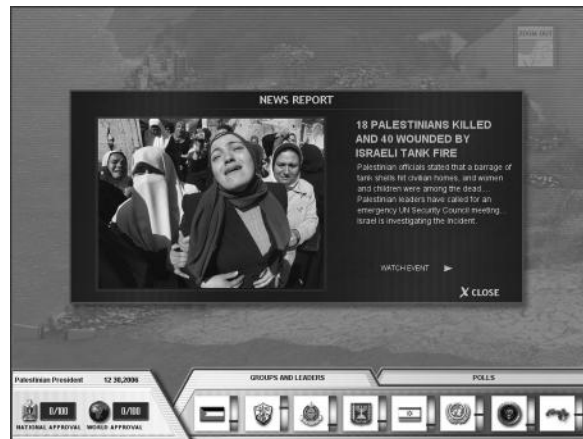 ZOOM OUT
NEWS REPORT
18 PALESTINIANS KILLED
AND 40 WOUNDED BY
ISRAELI TANK FIRE
Palestinian officials stated that a barrage of
tank shells hit civilian homes, and women
and children were among the dead....
Palestinian leaders have called for an
emergency UN Security Council meeting...
Israel is investigating the incident.
WATCH EVENT
X CLOSE
Palestinian President 12 30,2006
GROUPS AND LEADERS
POLLS
0/100 0/100
NATIONAL APPROVAL WORLD APPROVAL